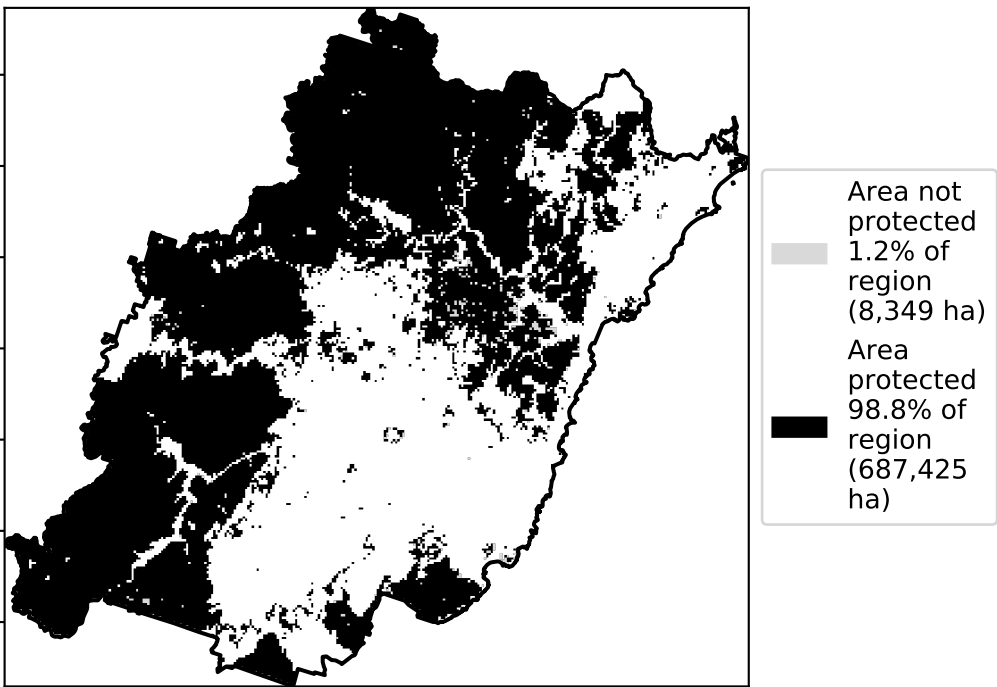 Area not
protected
1.2% of
region
(8,349 ha)
Area
protected
98.8% of
region
(687,425
ha)